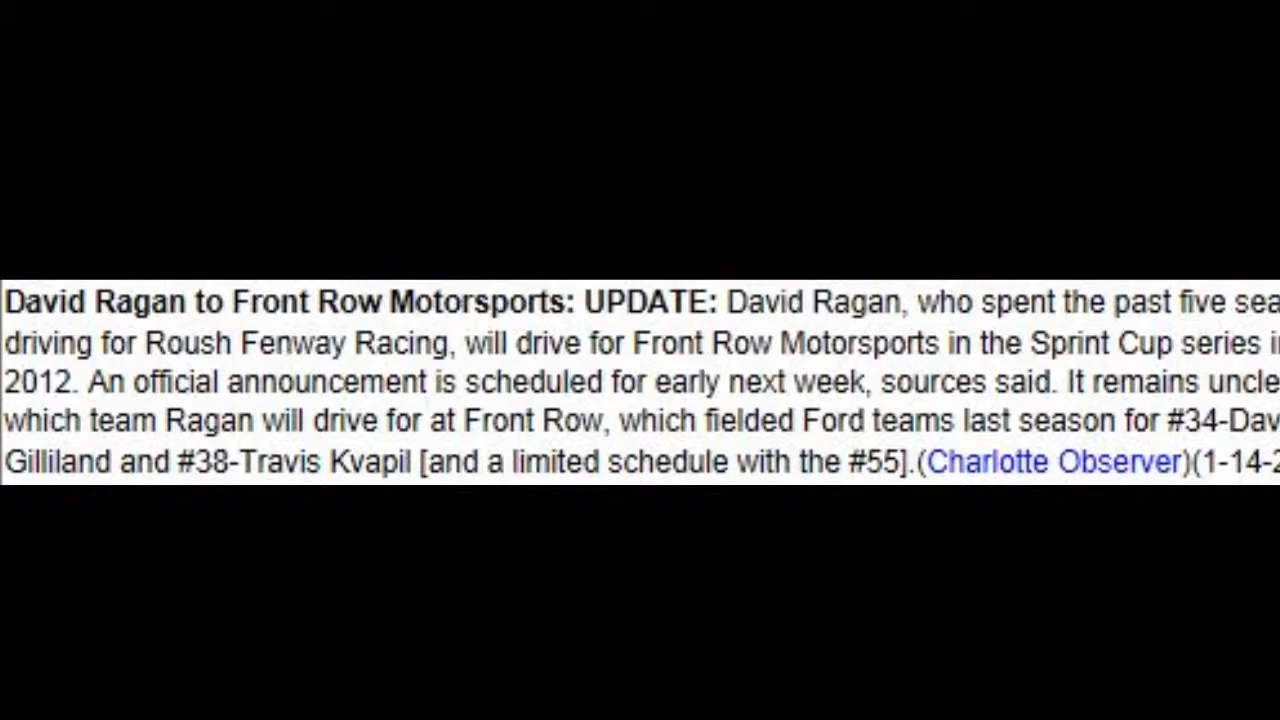 David Ragan to Front Row Motorsports: UPDATE: David Ragan, who spent the past five sea
driving for Roush Fenway Racing, will drive for Front Row Motorsports in the Sprint Cup series i
2012. An official announcement is scheduled for early next week, sources said. It remains uncle
which team Ragan will drive for at Front Row, which fielded Ford teams last season for #34-Dav
Gilliland and #38-Travis Kvapil [and a limited schedule with the #55].(Charlotte Observer)(1-14-2